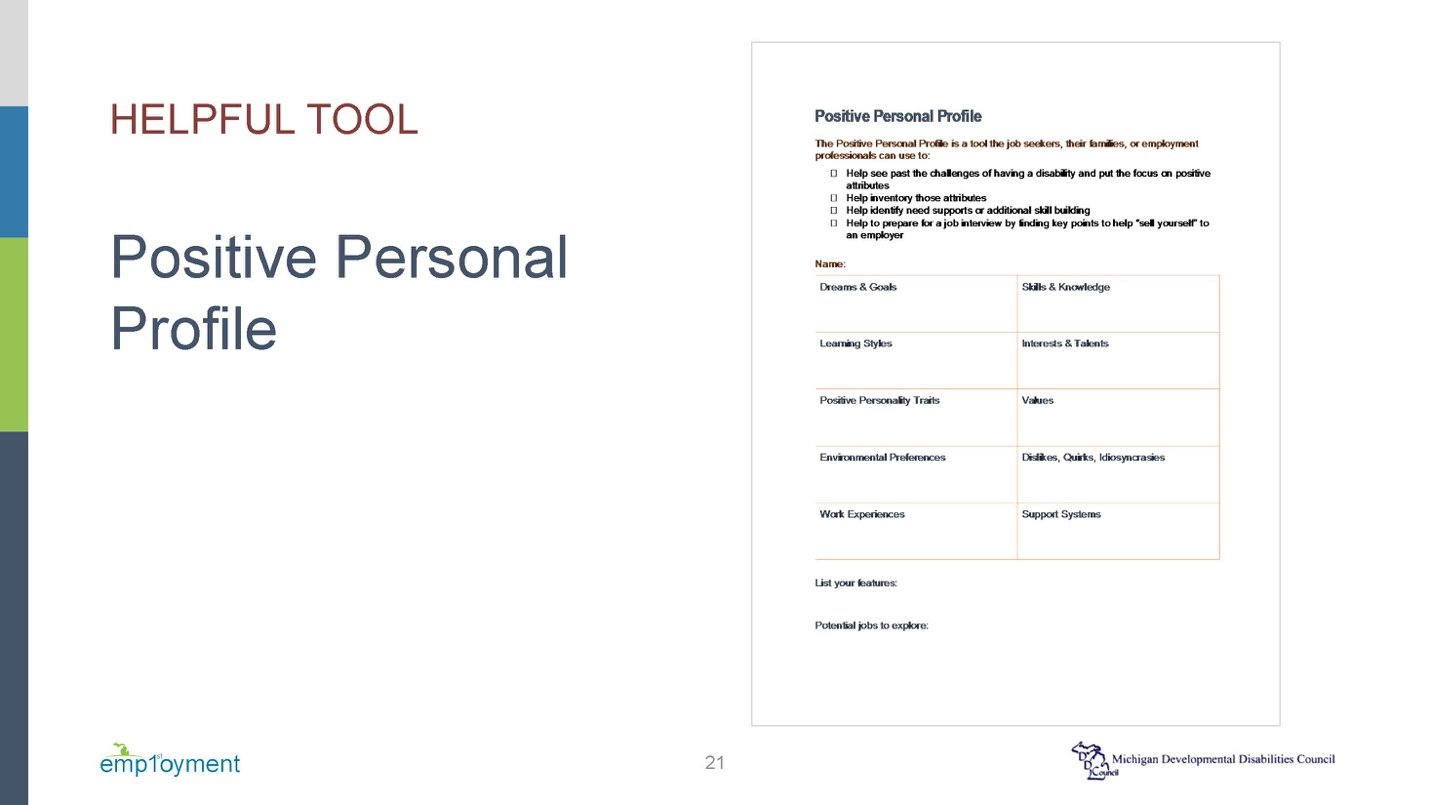 HELPFUL TOOL
Positive Personal
Profile
Positive Personal Profile
The Positive Personal Profile is a tool the job seekers, their families, or employment
professionals can use to:
Help see past the challenges of having a disability and put the focus on positive
attributes
Help inventory those attributes
Help identify need supports or additional skill building
Help to prepare for a job interview by finding key points to help "sell yourself" to
an employer
Name:
Dreams & Goals
Skills & Knowledge
Learning Styles
Interests & Talents
Positive Personality Traits
Values
Environmental Preferences
Dislikes, Quirks, Idiosyncrasies
Work Experiences
Support Systems
List your features:
Potential jobs to explore:
emp1stoyment
21
DD Council
Michigan Developmental Disabilities Council